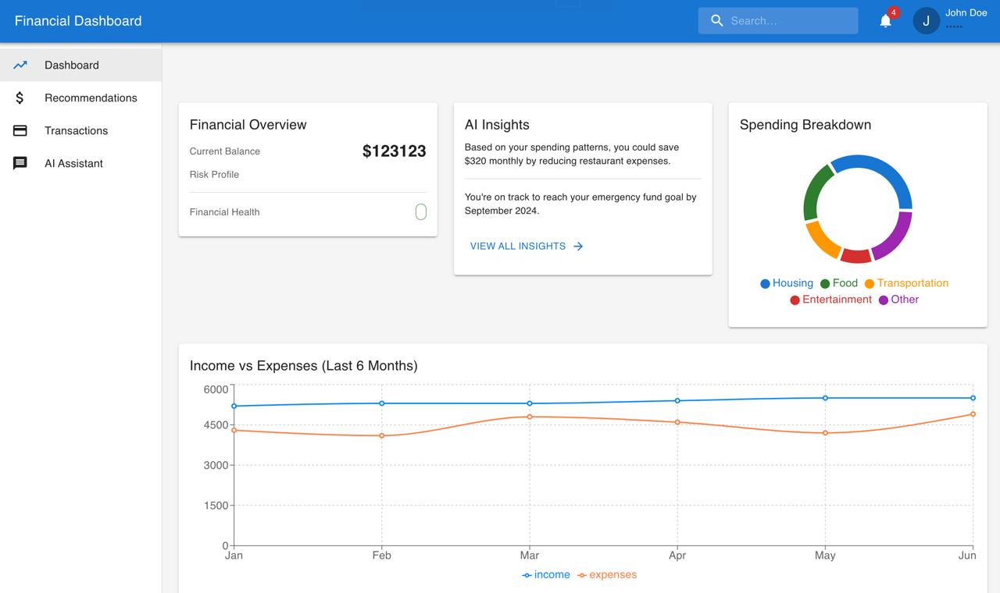 Financial Dashboard
Search...
4
J
John Doe
•••••
Dashboard
Recommendations
Transactions
AI Assistant
Financial Overview
Current Balance
$123123
Risk Profile
Financial Health
AI Insights
Based on your spending patterns, you could save
$320 monthly by reducing restaurant expenses.
You're on track to reach your emergency fund goal by
September 2024.
VIEW ALL INSIGHTS
Spending Breakdown
Housing Food Transportation
Entertainment Other
Income vs Expenses (Last 6 Months)
6000
4500
3000
1500
0
Jan Feb Mar Apr May Jun
income expenses